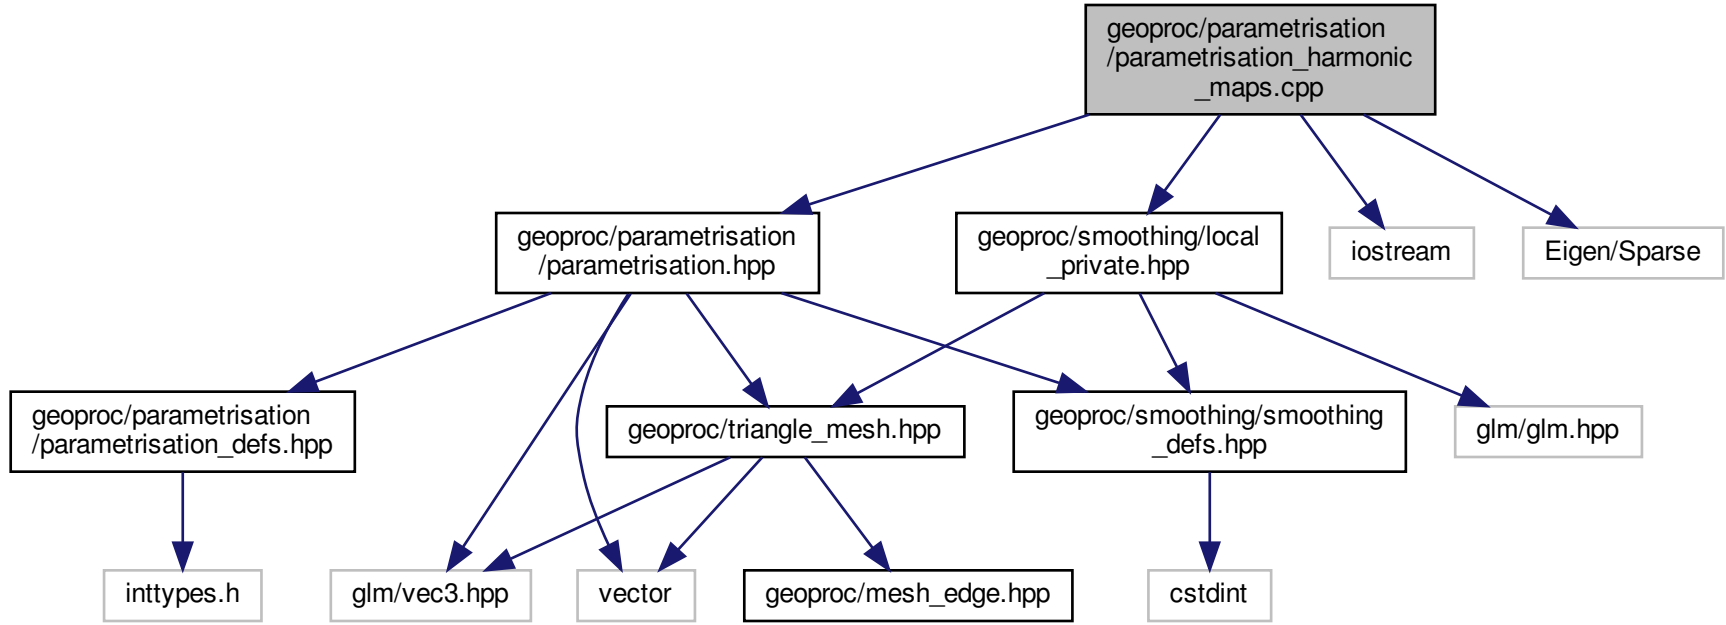 geoproc/parametrisation
/parametrisation_harmonic
_maps.cpp
geoproc/parametrisation
/parametrisation.hpp
geoproc/smoothing/local
_private.hpp
iostream
Eigen/Sparse
geoproc/parametrisation
/parametrisation_defs.hpp
geoproc/triangle_mesh.hpp
geoproc/smoothing/smoothing
_defs.hpp
glm/glm.hpp
inttypes.h
glm/vec3.hpp
vector
geoproc/mesh_edge.hpp
cstdint